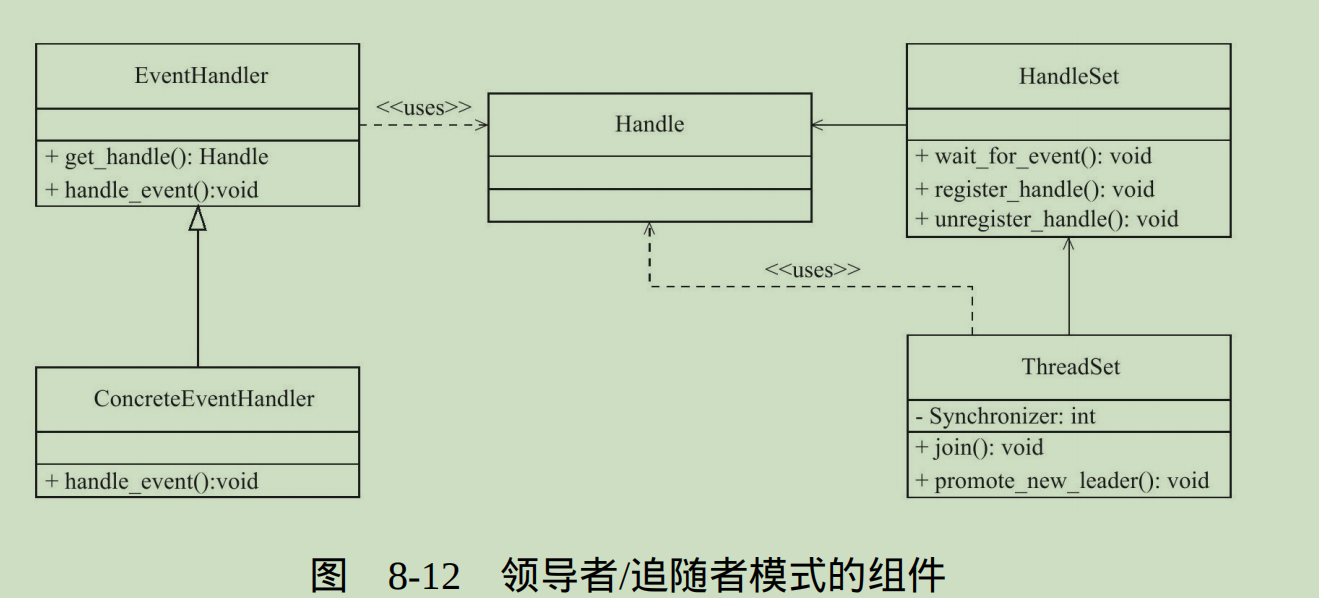 EventHandler
+ get_handle(): Handle
+ handle_event():void
<<uses>>
Handle
HandleSet
+ wait_for_event(): void
+ register_handle(): void
+ unregister_handle(): void
<<uses>>
ConcreteEventHandler
+ handle_event():void
ThreadSet
- Synchronizer: int
+ join(): void
+ promote_new_leader(): void
图 8-12 领导者/追随者模式的组件